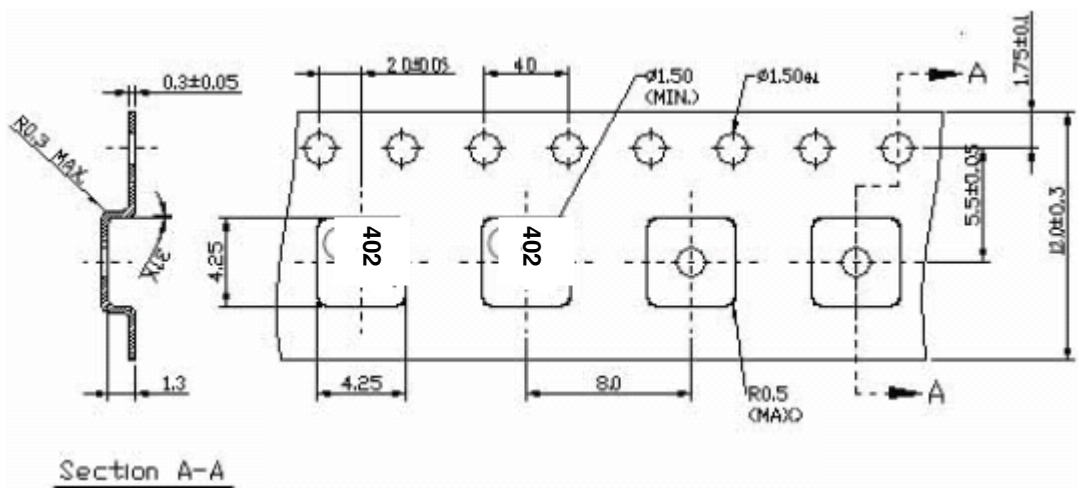 0.3±0.05
2.0±0.05
4.0
Ø1.50
(MIN.)
Ø1.50
A
1.75±0.1
R0.3 MAX.
402
402
4.25
5.5±0.05
12.0±0.3
1.3
4.25
8.0
R0.5
(MAX)
A
Section A-A